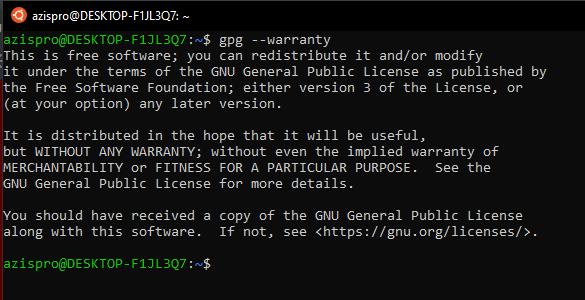 azispro@DESKTOP-F1JL3Q7: ~
azispro@DESKTOP-F1JL3Q7:~$ gpg --warranty
This is free software; you can redistribute it and/or modify
it under the terms of the GNU General Public License as published by
the Free Software Foundation; either version 3 of the License, or
(at your option) any later version.

It is distributed in the hope that it will be useful,
but WITHOUT ANY WARRANTY; without even the implied warranty of
MERCHANTABILITY or FITNESS FOR A PARTICULAR PURPOSE.  See the
GNU General Public License for more details.

You should have received a copy of the GNU General Public License
along with this software.  If not, see <https://gnu.org/licenses/>.

azispro@DESKTOP-F1JL3Q7:~$